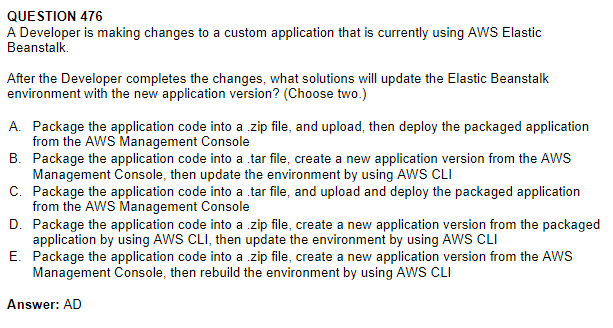 QUESTION 476
A Developer is making changes to a custom application that is currently using AWS Elastic
Beanstalk.
After the Developer completes the changes, what solutions will update the Elastic Beanstalk
environment with the new application version? (Choose two.)
A. Package the application code into a .zip file, and upload, then deploy the packaged application
from the AWS Management Console
B. Package the application code into a .tar file, create a new application version from the AWS
Management Console, then update the environment by using AWS CLI
C. Package the application code into a .tar file, and upload and deploy the packaged application
from the AWS Management Console
D. Package the application code into a .zip file, create a new application version from the packaged
application by using AWS CLI, then update the environment by using AWS CLI
E. Package the application code into a .zip file, create a new application version from the AWS
Management Console, then rebuild the environment by using AWS CLI
Answer: AD